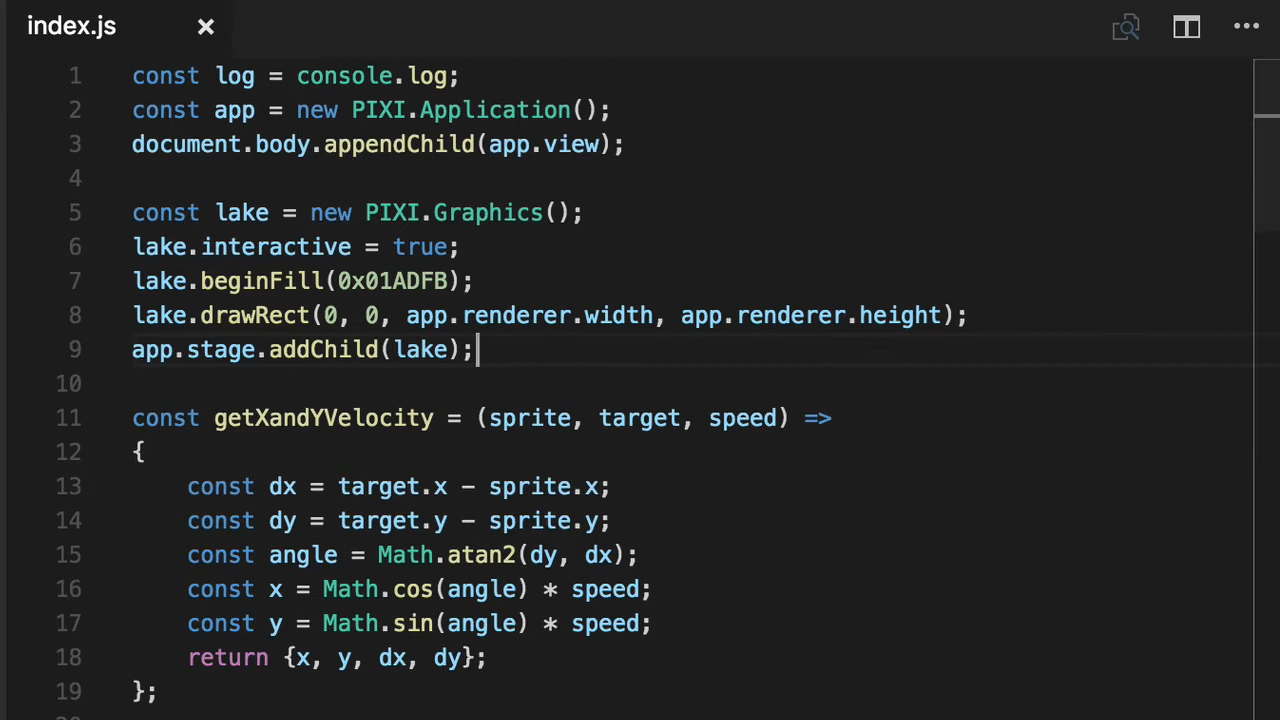 index.js
1 const log = console.log;
2 const app = new PIXI.Application();
3 document.body.appendChild(app.view);
4
5 const lake = new PIXI.Graphics();
6 lake.interactive = true;
7 lake.beginFill(0x01ADFB);
8 lake.drawRect(0, 0, app.renderer.width, app.renderer.height);
9 app.stage.addChild(lake);
10
11 const getXandYVelocity = (sprite, target, speed) =>
12 {
13     const dx = target.x - sprite.x;
14     const dy = target.y - sprite.y;
15     const angle = Math.atan2(dy, dx);
16     const x = Math.cos(angle) * speed;
17     const y = Math.sin(angle) * speed;
18     return {x, y, dx, dy};
19 };